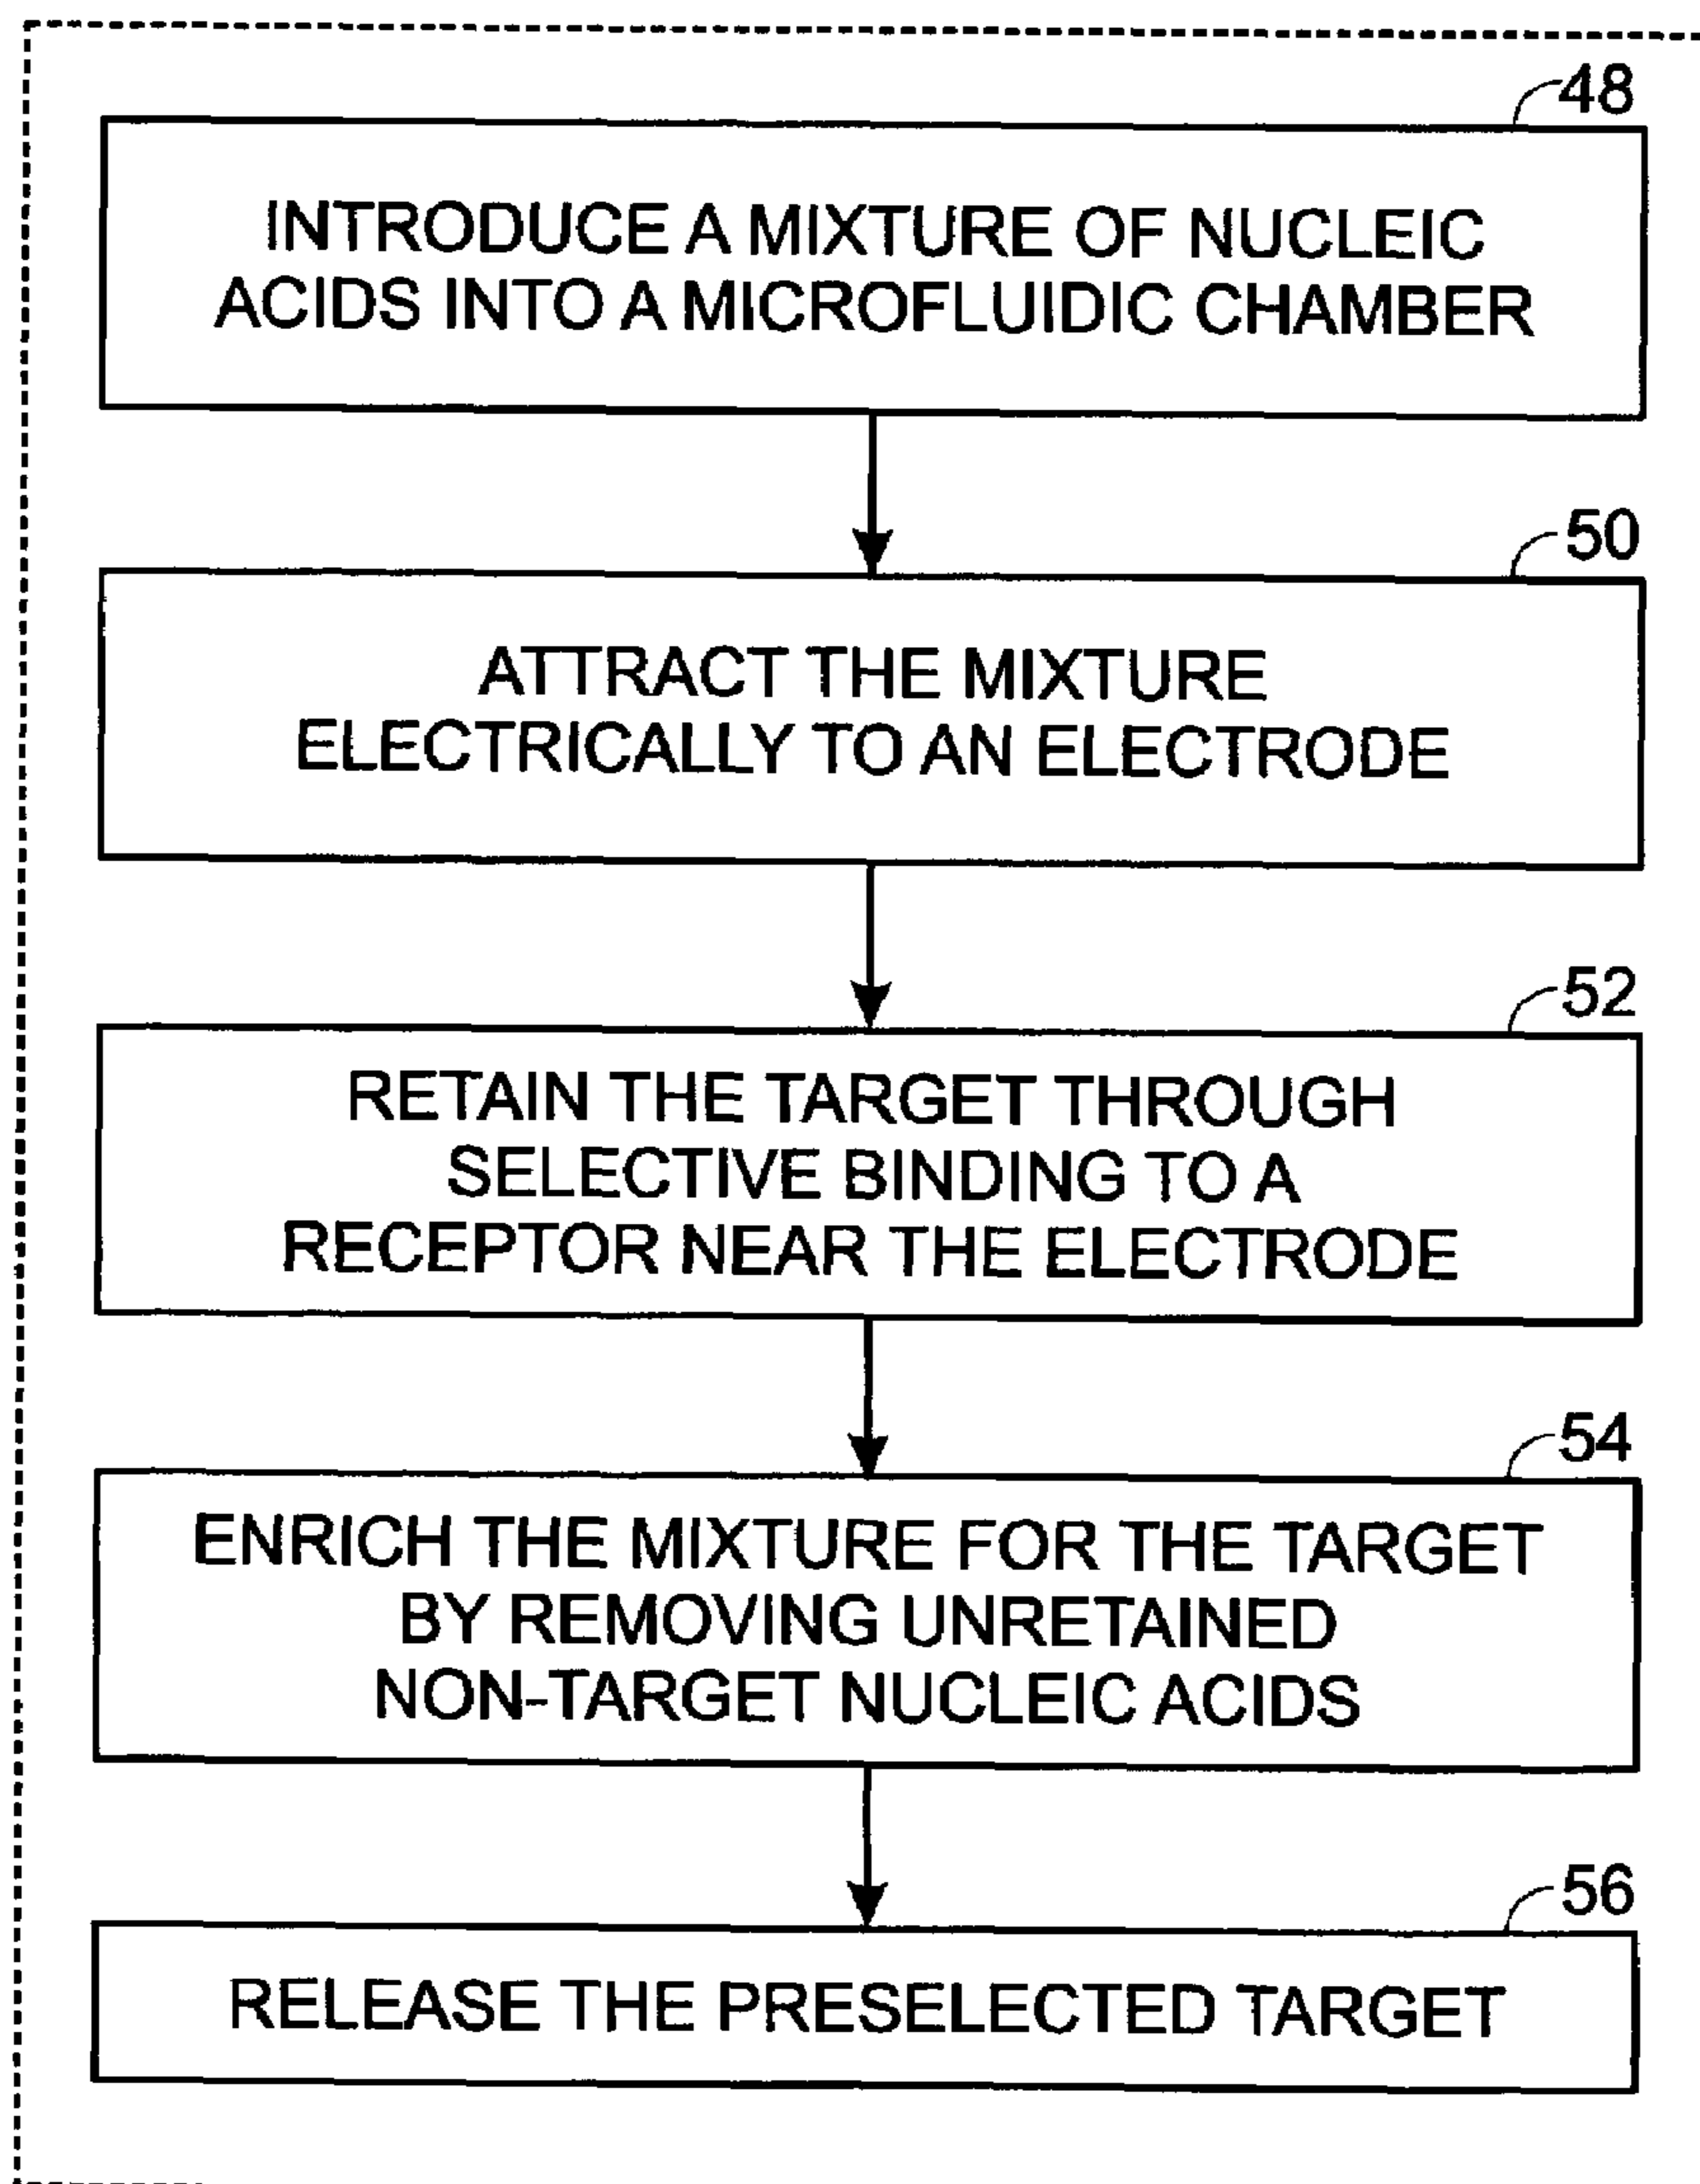 48
INTRODUCE A MIXTURE OF NUCLEIC
ACIDS INTO A MICROFLUIDIC CHAMBER
50
ATTRACT THE MIXTURE
ELECTRICALLY TO AN ELECTRODE
52
RETAIN THE TARGET THROUGH
SELECTIVE BINDING TO A
RECEPTOR NEAR THE ELECTRODE
54
ENRICH THE MIXTURE FOR THE TARGET
BY REMOVING UNRETAINED
NON-TARGET NUCLEIC ACIDS
56
RELEASE THE PRESELECTED TARGET